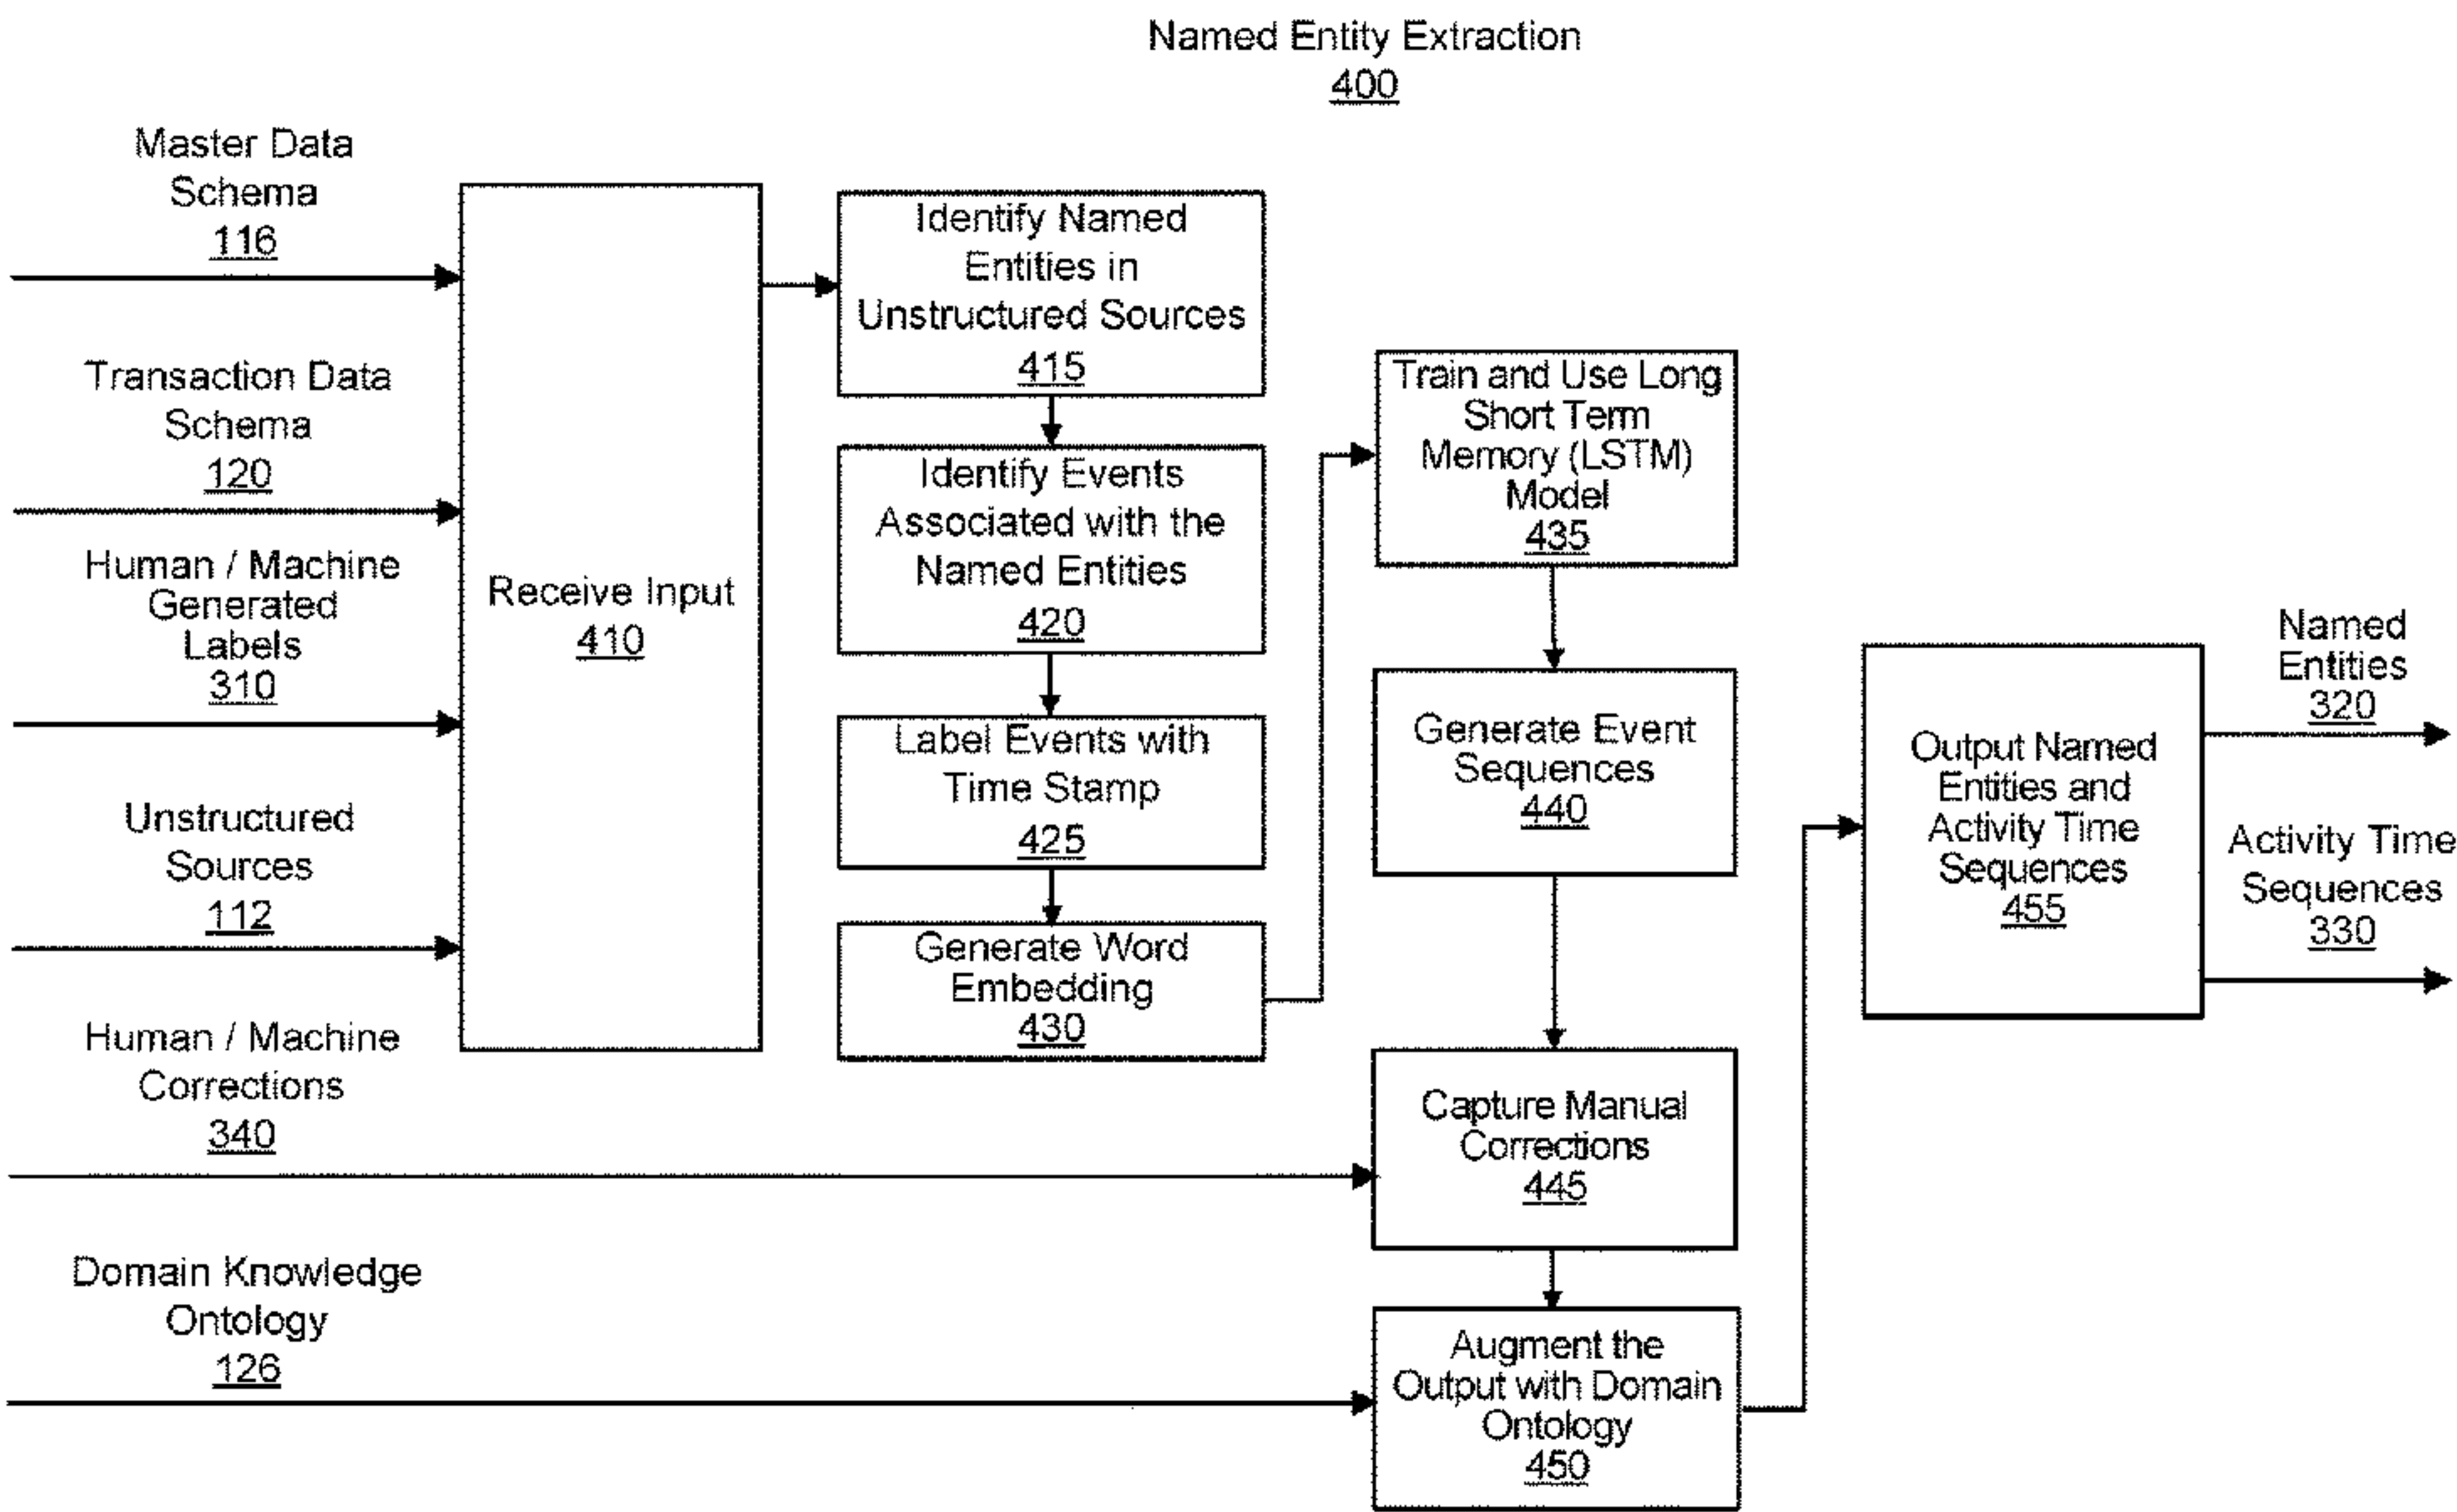 Named Entity Extraction
400
Master Data
Schema
116
Transaction Data
Schema
120
Human / Machine
Generated
Labels
310
Unstructured
Sources
112
Human / Machine
Corrections
340
Domain Knowledge
Ontology
126
Receive Input
410
Identify Named
Entities in
Unstructured Sources
415
Identify Events
Associated with the
Named Entities
420
Label Events with
Time Stamp
425
Generate Word
Embedding
430
Train and Use Long
Short Term
Memory (LSTM)
Model
435
Generate Event
Sequences
440
Capture Manual
Corrections
445
Augment the
Output with Domain
Ontology
450
Output Named
Entities and
Activity Time
Sequences
455
Named
Entities
320
Activity Time
Sequences
330